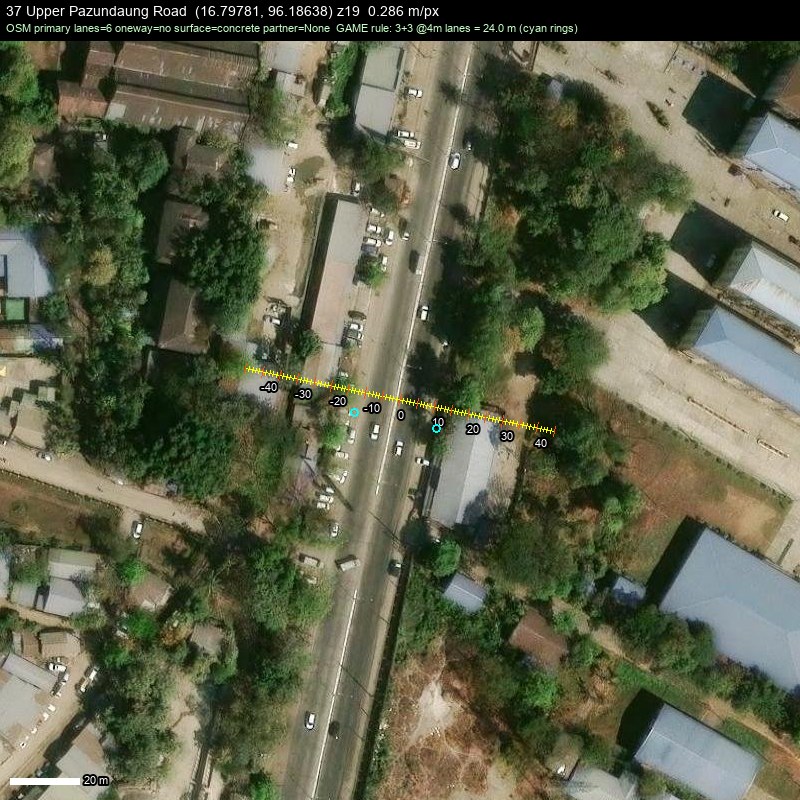 37 Upper Pazundaung Road (16.79781, 96.18638) z19 0.286 m/px
OSM primary lanes=6 oneway=no surface=concrete partner=None GAME rule: 3+3 @4m lanes = 24.0 m (cyan rings)
-40 -30 -20 -10 0 10 20 30 40
20 m